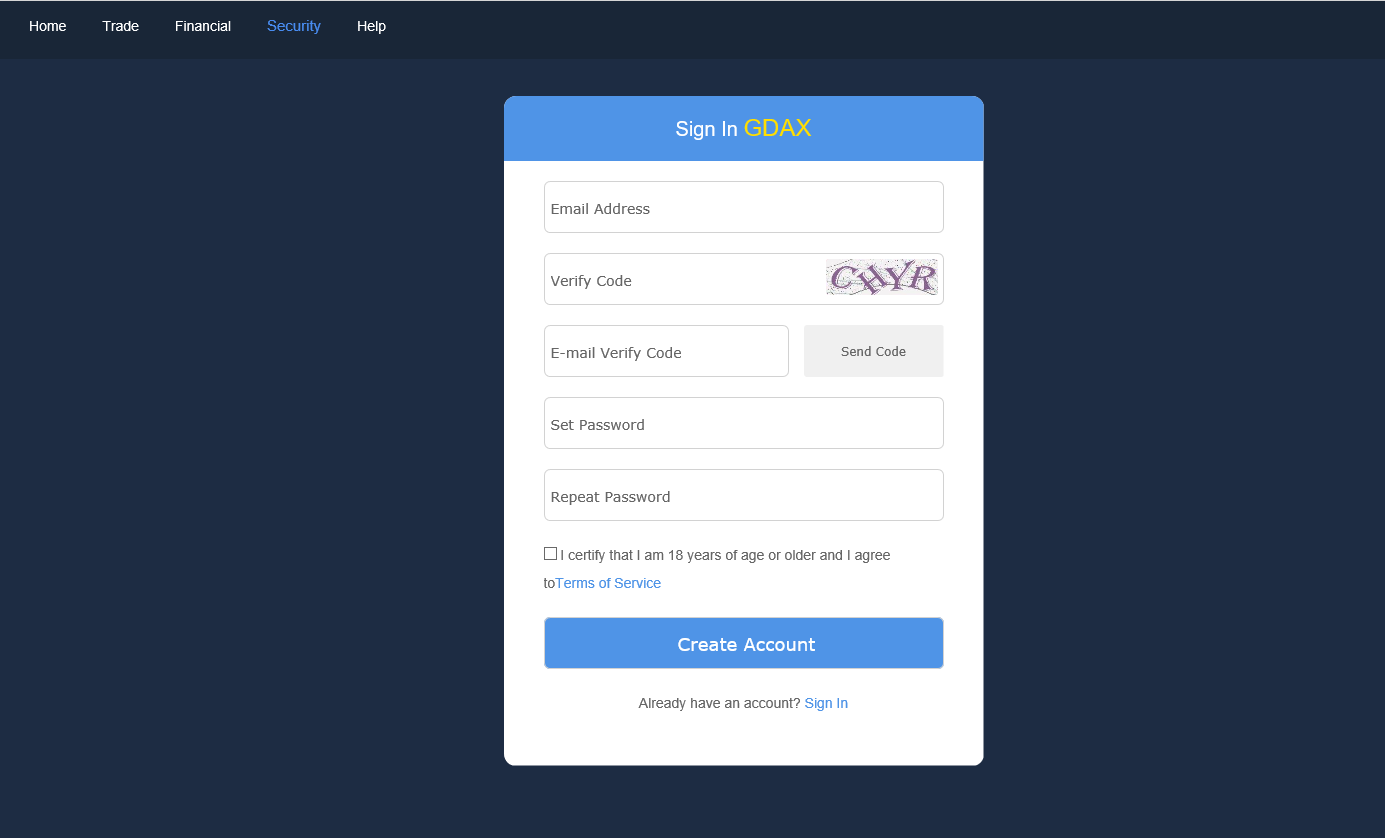 Home Trade Financial Security Help
Sign In GDAX
Email Address
Verify Code CHYR
E-mail Verify Code Send Code
Set Password
Repeat Password
I certify that I am 18 years of age or older and I agree
toTerms of Service
Create Account
Already have an account? Sign In